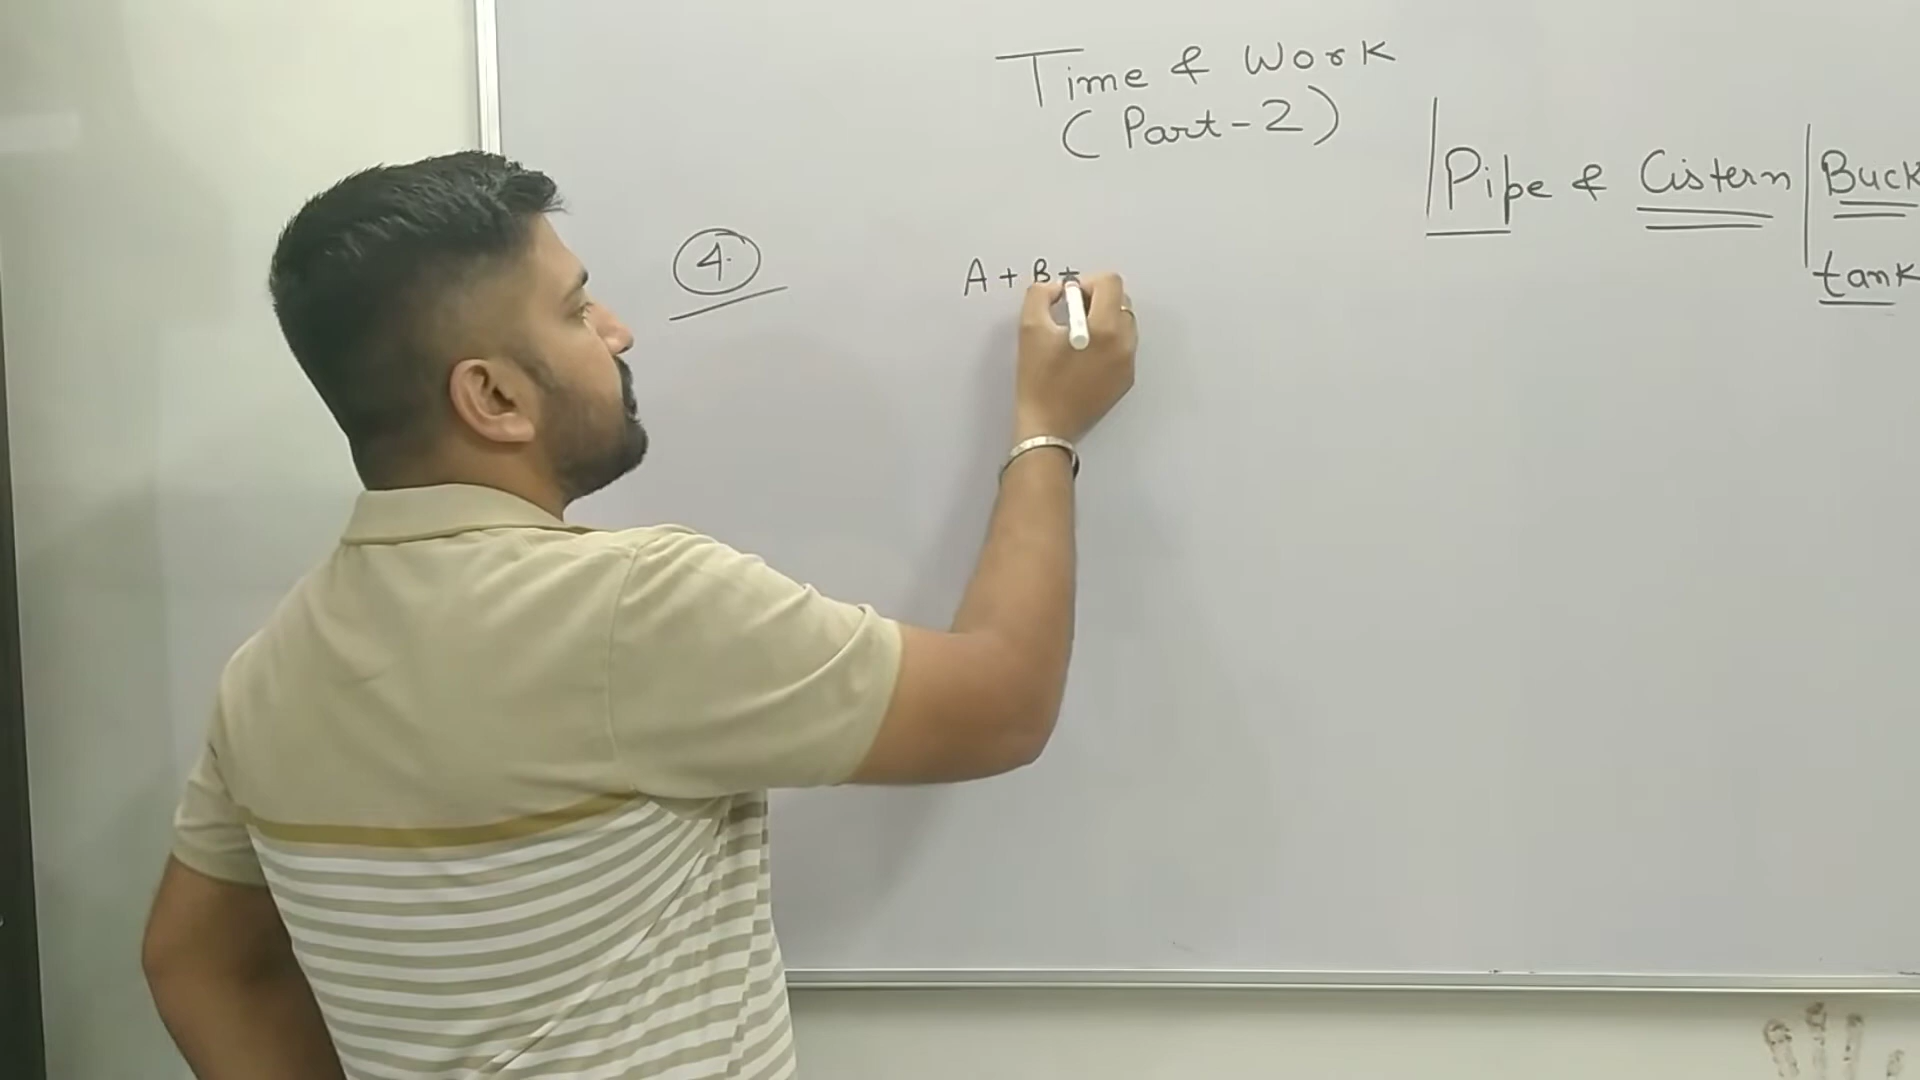 Time & Work
(Part-2)
|Pipe & Cistern|Buck
tank
4.
A + B +